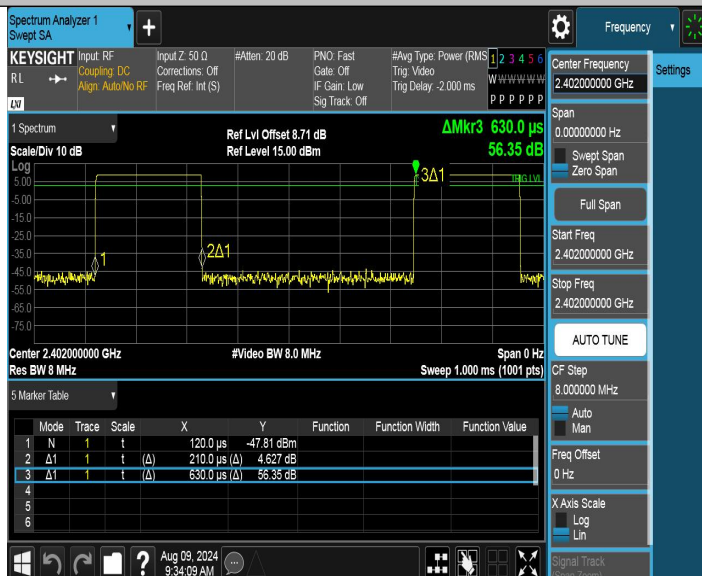 Spectrum Analyzer 1
Swept SA
+
Frequency
KEYSIGHT
RL
LXI
Input: RF
Coupling: DC
Align: Auto/No RF
Input Z: 50 Ω
Corrections: Off
Freq Ref: Int (S)
#Atten: 20 dB
PNO: Fast
Gate: Off
IF Gain: Low
Sig Track: Off
#Avg Type: Power (RMS
Trig: Video
Trig Delay: -2.000 ms
1 2 3 4 5 6
W W W W W W
P P P P P P
Center Frequency
2.402000000 GHz
Settings
Span
0.00000000 Hz
Swept Span
Zero Span
Full Span
Start Freq
2.402000000 GHz
Stop Freq
2.402000000 GHz
AUTO TUNE
CF Step
8.000000 MHz
Auto
Man
Freq Offset
0 Hz
X Axis Scale
Log
Lin
Signal Track
(Span Zoom)
1 Spectrum
Scale/Div 10 dB
Ref Lvl Offset 8.71 dB
Ref Level 15.00 dBm
ΔMkr3 630.0 µs
56.35 dB
Log
5.00
-5.00
-15.0
-25.0
-35.0
-45.0
-55.0
-65.0
-75.0
3Δ1
TRIG LVL
1
2Δ1
Center 2.402000000 GHz
Res BW 8 MHz
#Video BW 8.0 MHz
Span 0 Hz
Sweep 1.000 ms (1001 pts)
5 Marker Table
Mode Trace Scale X Y Function Function Width Function Value
1 N 1 t 120.0 µs -47.81 dBm
2 Δ1 1 t (Δ) 210.0 µs (Δ) 4.627 dB
3 Δ1 1 t (Δ) 630.0 µs (Δ) 56.35 dB
4
5
6
?
Aug 09, 2024
9:34:09 AM